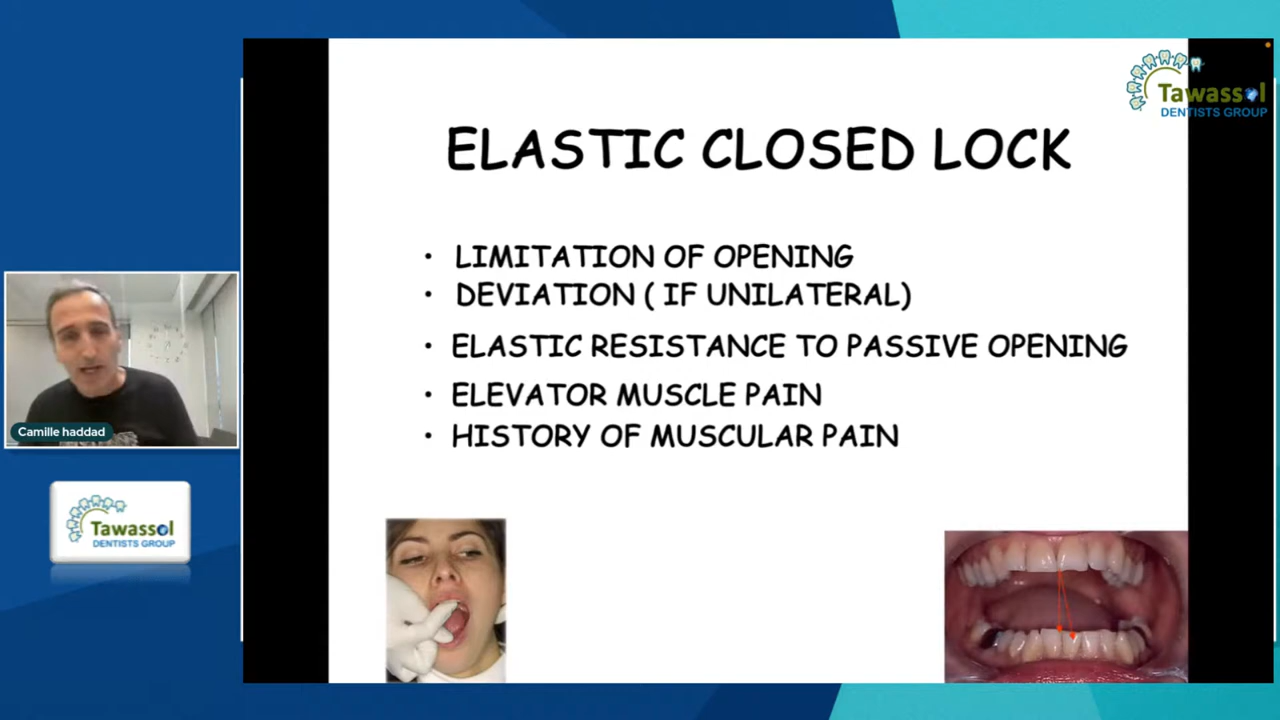 Tawassol
DENTISTS GROUP
ELASTIC CLOSED LOCK
• LIMITATION OF OPENING
• DEVIATION ( IF UNILATERAL)
• ELASTIC RESISTANCE TO PASSIVE OPENING
• ELEVATOR MUSCLE PAIN
• HISTORY OF MUSCULAR PAIN
Camille haddad
Tawassol
DENTISTS GROUP